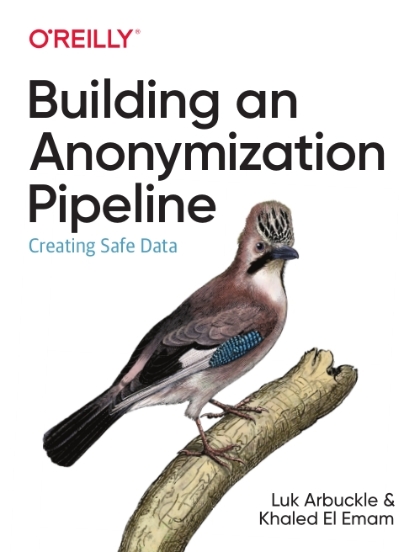 O'REILLY®
Building an
Anonymization
Pipeline
Creating Safe Data
Luk Arbuckle &
Khaled El Emam